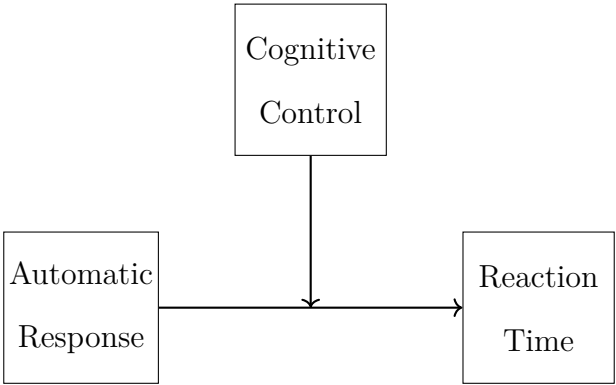 Cognitive
Control
Automatic
Response
Reaction
Time